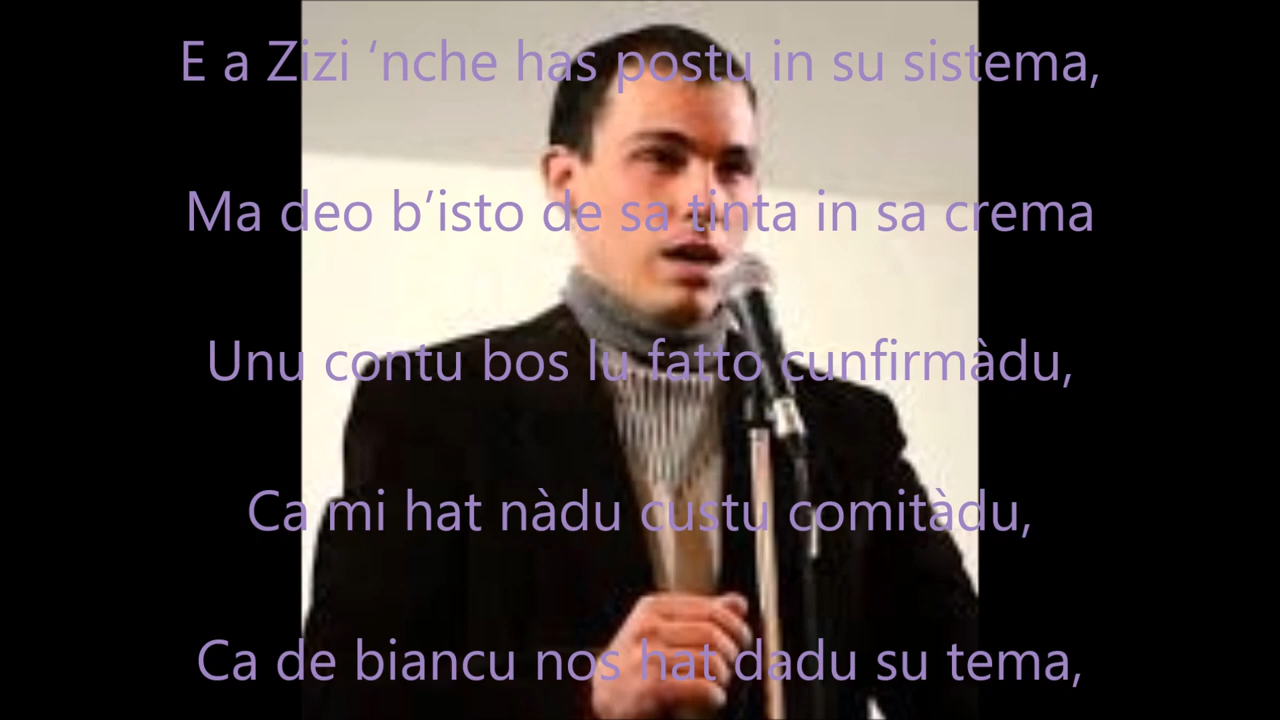 E a Zizi ‘nche has postu in su sistema,
Ma deo b’isto de sa tinta in sa crema
Unu contu bos lu fatto cunfirmàdu,
Ca mi hat nàdu custu comitàdu,
Ca de biancu nos hat dadu su tema,